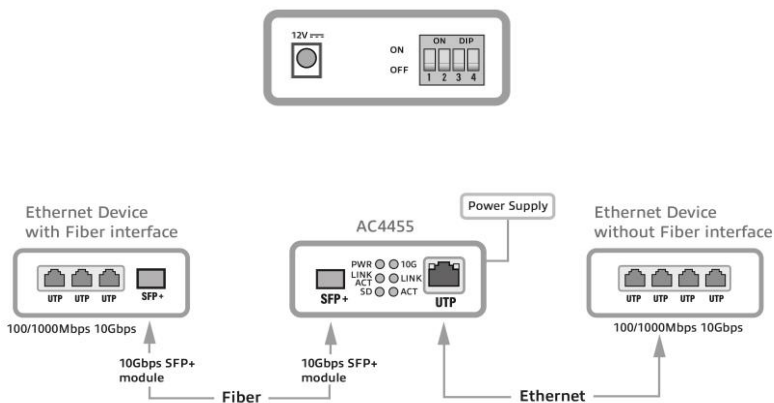 12V
ON DIP
ON
OFF
1 2 3 4
Power Supply
Ethernet Device
with Fiber interface
AC4455
Ethernet Device
without Fiber interface
UTP UTP UTP SFP+
PWR 10G
LINK
ACT LINK
SD ACT
SFP+ UTP
UTP UTP UTP UTP
100/1000Mbps 10Gbps
100/1000Mbps 10Gbps
10Gbps SFP+
module
10Gbps SFP+
module
Fiber
Ethernet